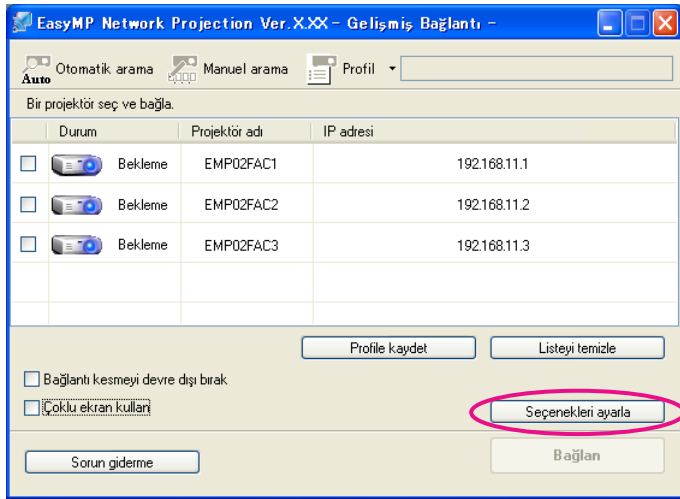 EasyMP Network Projection Ver.X.XX - Gelişmiş Bağlantı -
Auto Otomatik arama Manuel arama Profil
Bir projektör seç ve bağla.
Durum Projektör adı IP adresi
Bekleme EMP02FAC1 192.168.11.1
Bekleme EMP02FAC2 192.168.11.2
Bekleme EMP02FAC3 192.168.11.3
Profile kaydet Listeyi temizle
Bağlantı kesmeyi devre dışı bırak
Çoklu ekran kullan Seçenekleri ayarla
Sorun giderme Bağlan